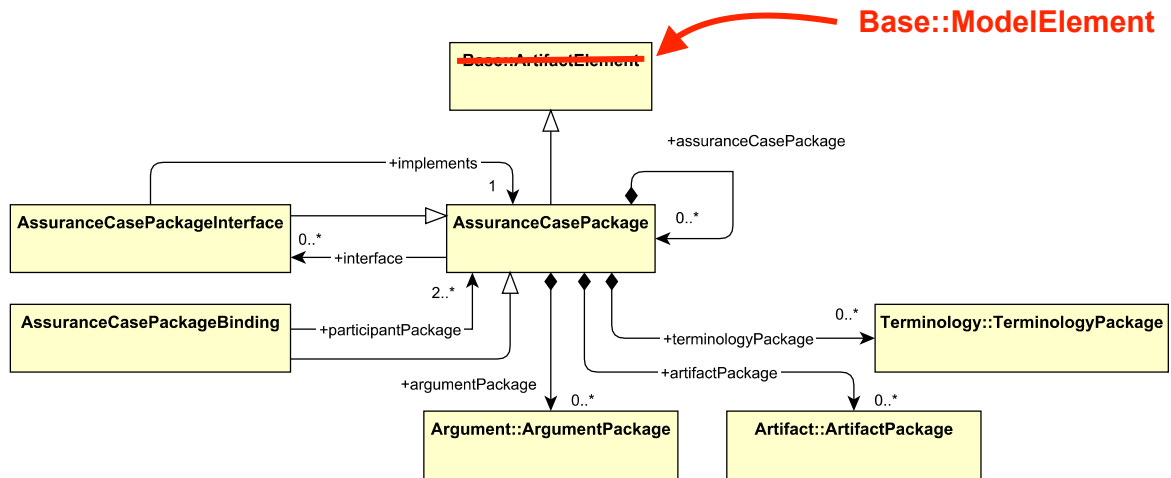 Base::ModelElement
Base::ArtifactElement
+assuranceCasePackage
+implements
1
AssuranceCasePackageInterface
AssuranceCasePackage
0..*
0..*
+interface
2..*
AssuranceCasePackageBinding
+participantPackage
0..*
Terminology::TerminologyPackage
+terminologyPackage
+artifactPackage
+argumentPackage
0..*
0..*
Argument::ArgumentPackage
Artifact::ArtifactPackage